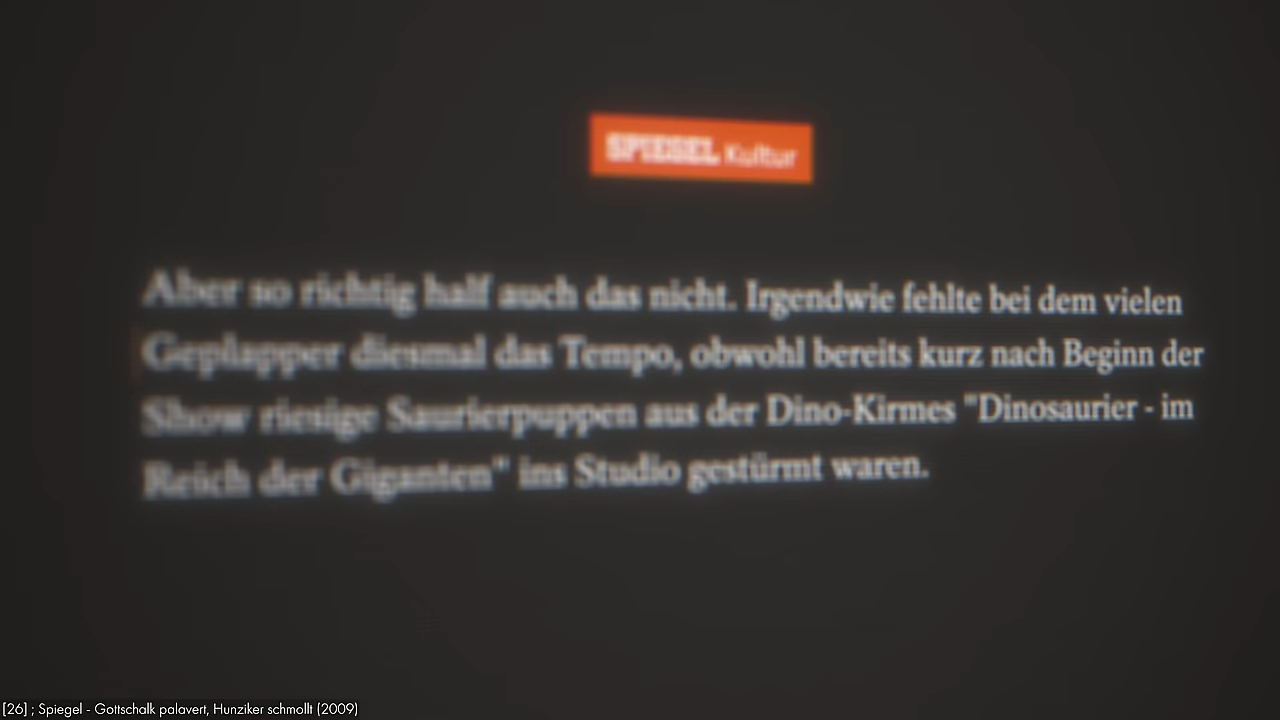 SPIEGEL Kultur
Aber so richtig half auch das nicht. Irgendwie fehlte bei dem vielen
Geplapper diesmal das Tempo, obwohl bereits kurz nach Beginn der
Show riesige Saurierpuppen aus der Dino-Kirmes "Dinosaurier - im
Reich der Giganten" ins Studio gestürmt waren.
[26] ; Spiegel - Gottschalk palavert, Hunziker schmollt (2009)